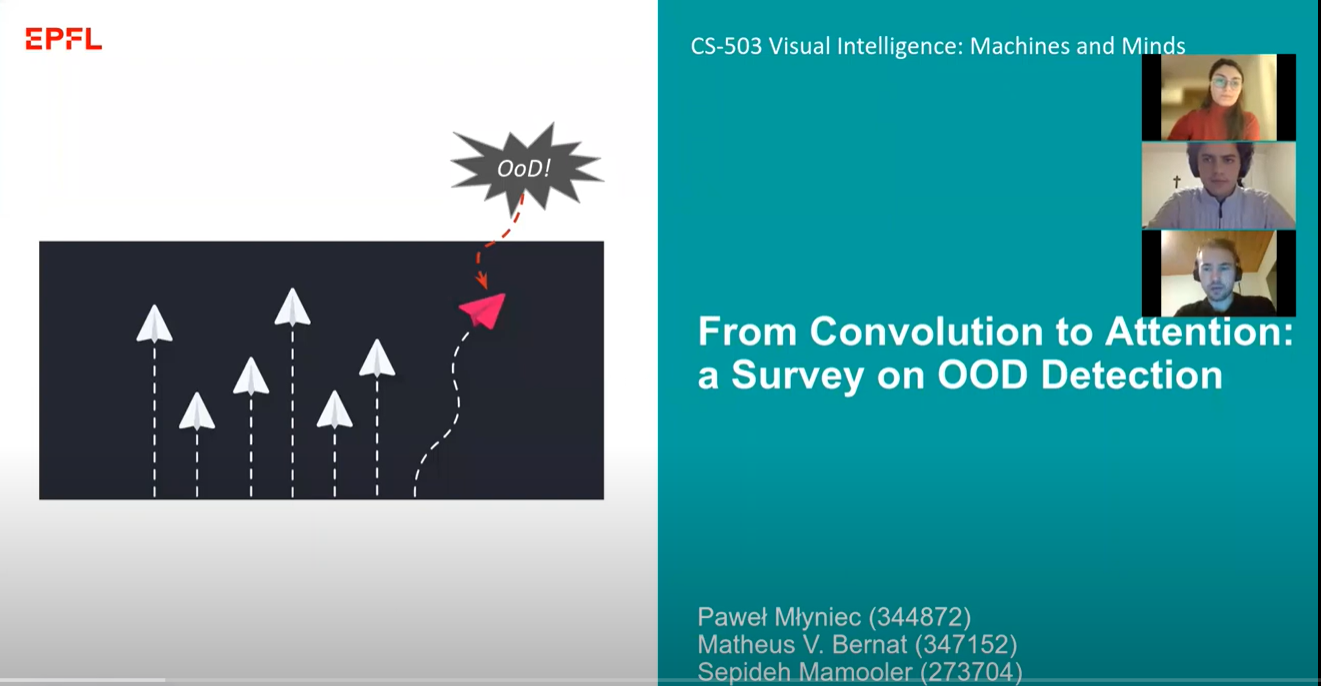 EPFL
CS-503 Visual Intelligence: Machines and Minds
OoD!
From Convolution to Attention:
a Survey on OOD Detection
Paweł Młyniec (344872)
Matheus V. Bernat (347152)
Sepideh Mamooler (273704)